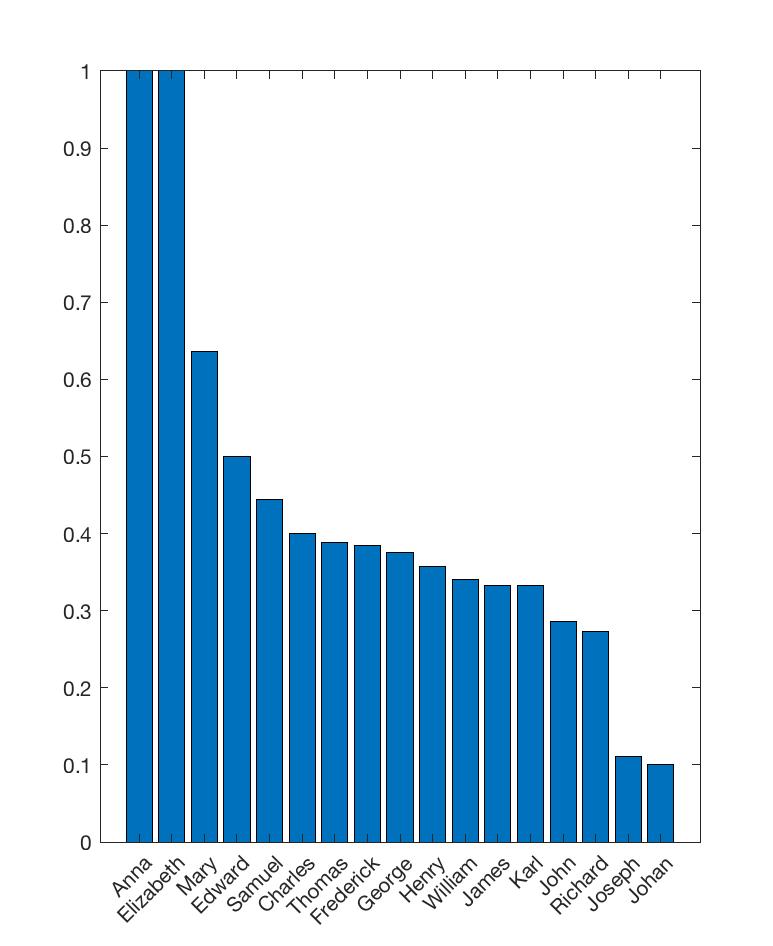 1
0.9
0.8
0.7
0.6
0.5
0.4
0.3
0.2
0.1
0
Anna
Elizabeth
Mary
Edward
Samuel
Charles
Thomas
Frederick
George
Henry
William
James
Karl
John
Richard
Joseph
Johan